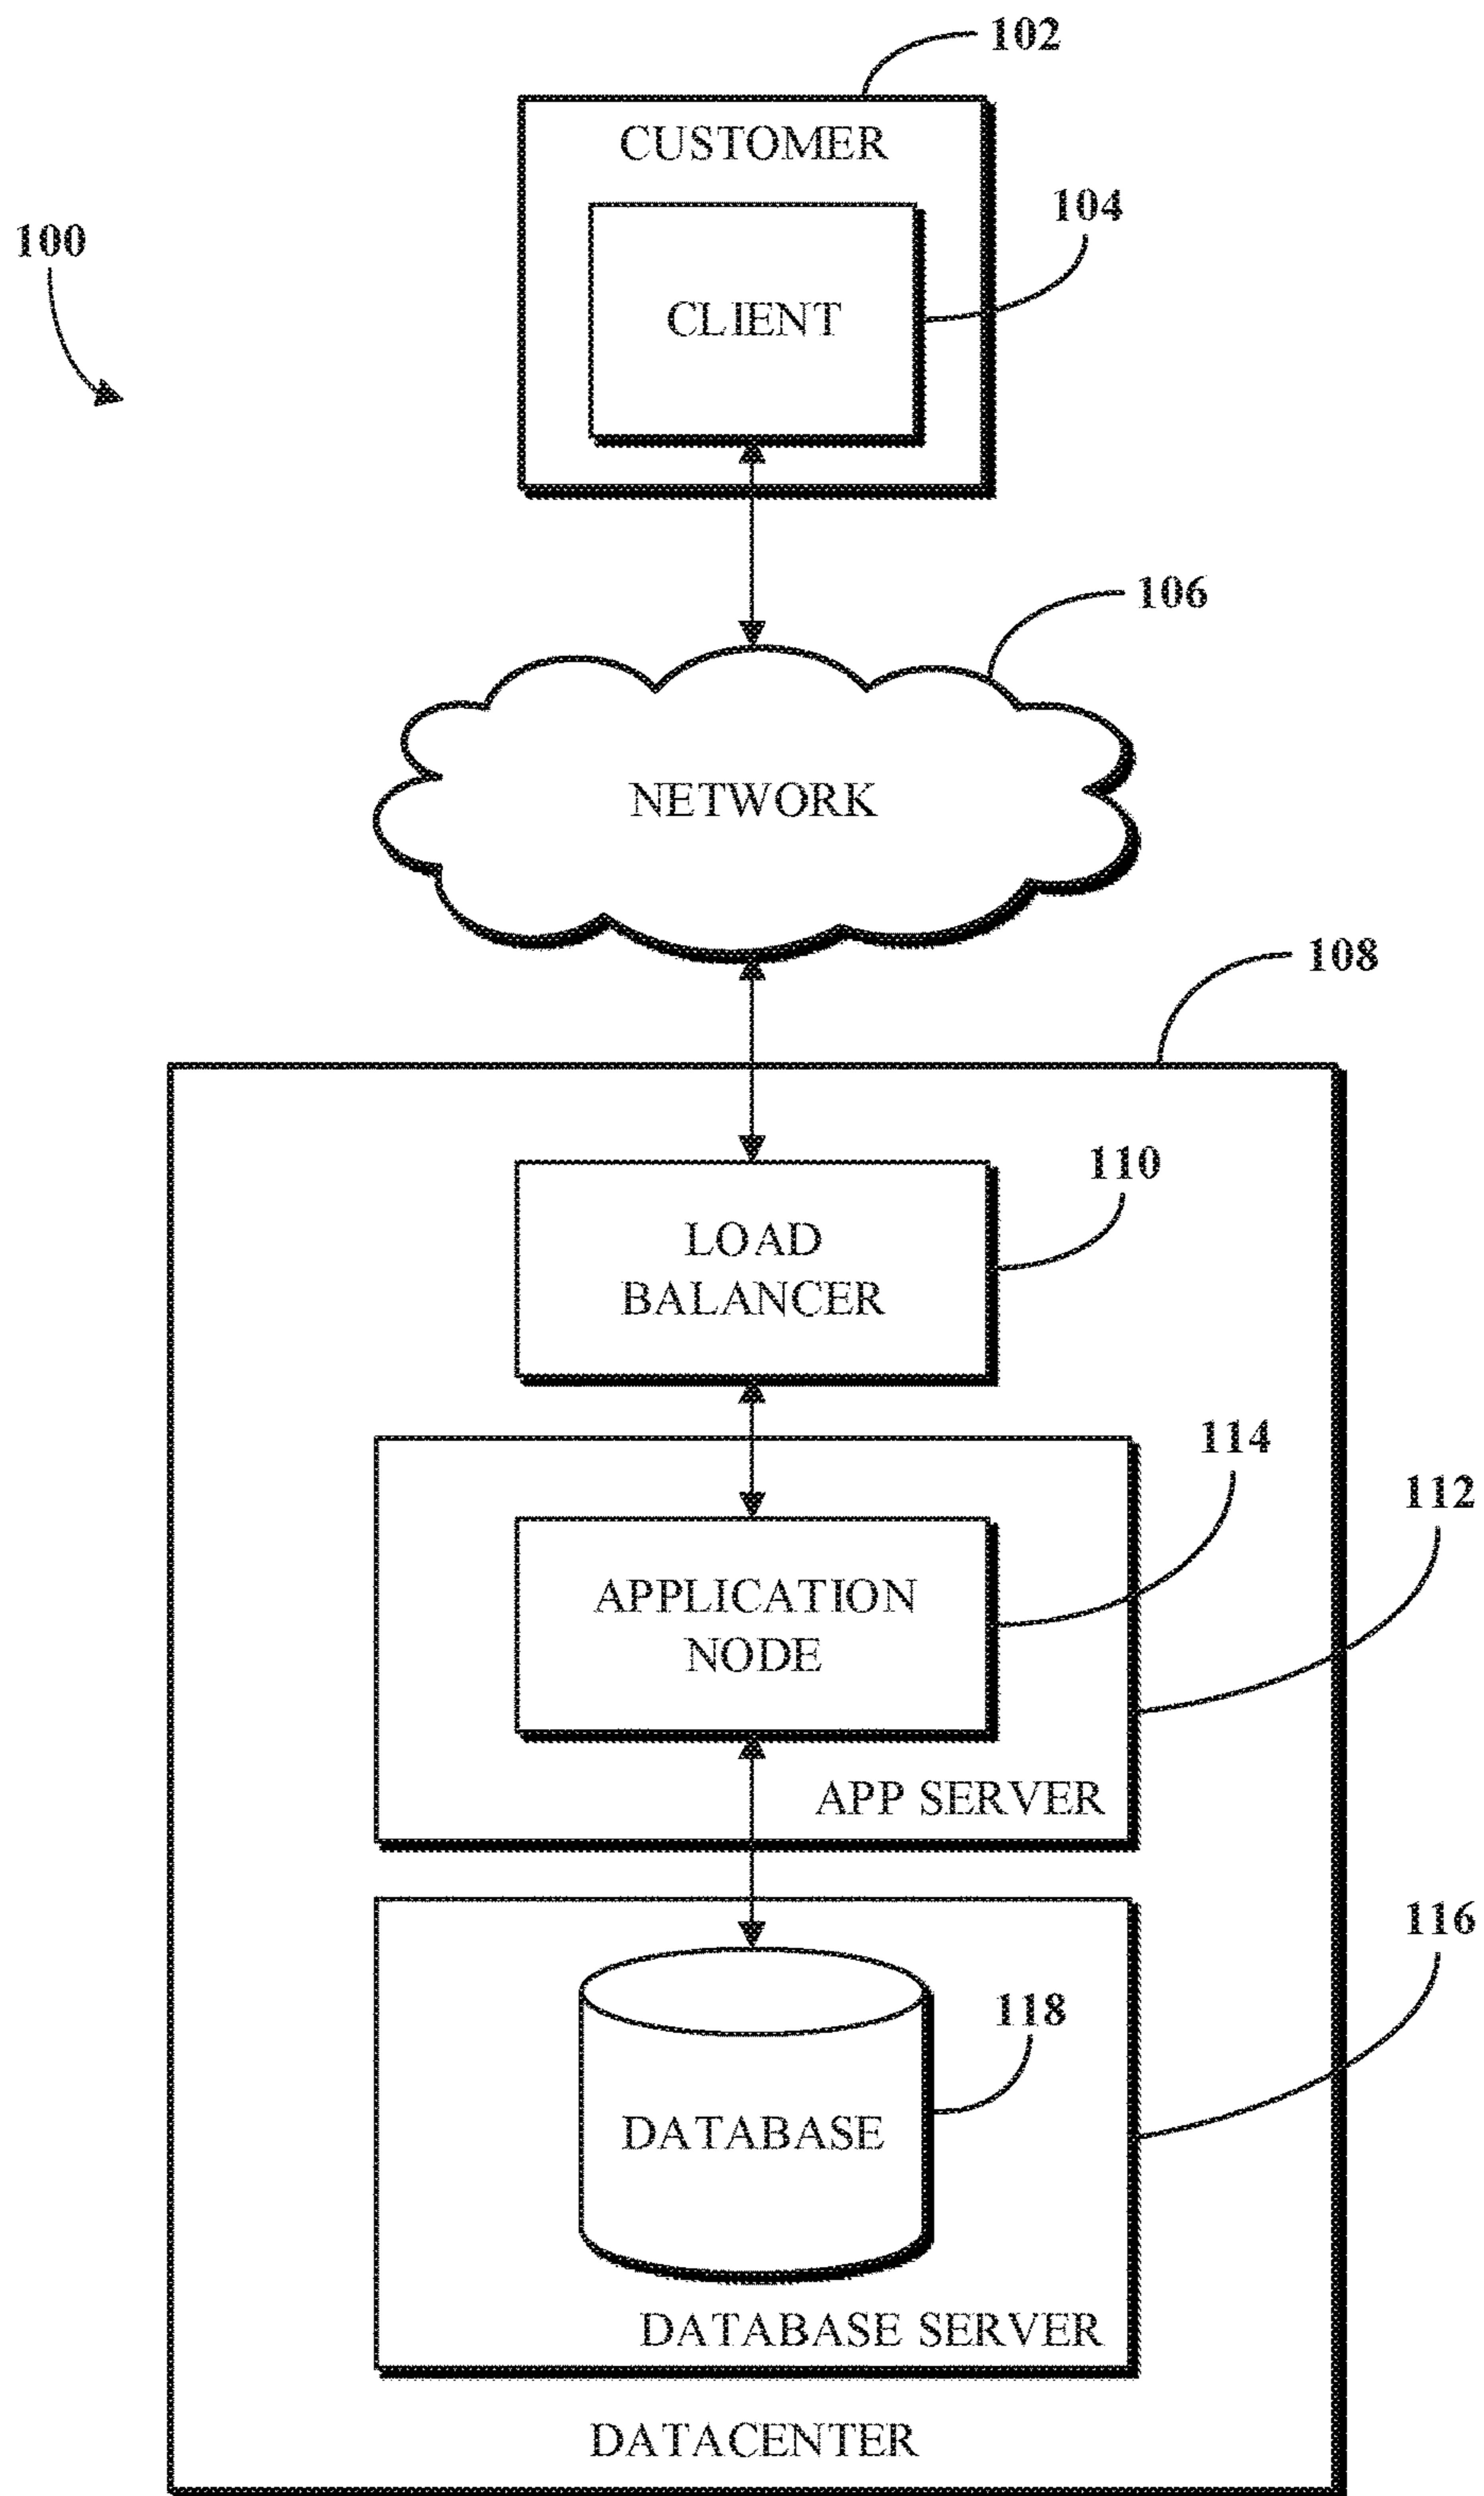 102
CUSTOMER
104
100
CLIENT
106
NETWORK
108
110
LOAD
BALANCER
114
112
APPLICATION
NODE
APP SERVER
116
118
DATABASE
DATABASE SERVER
DATACENTER